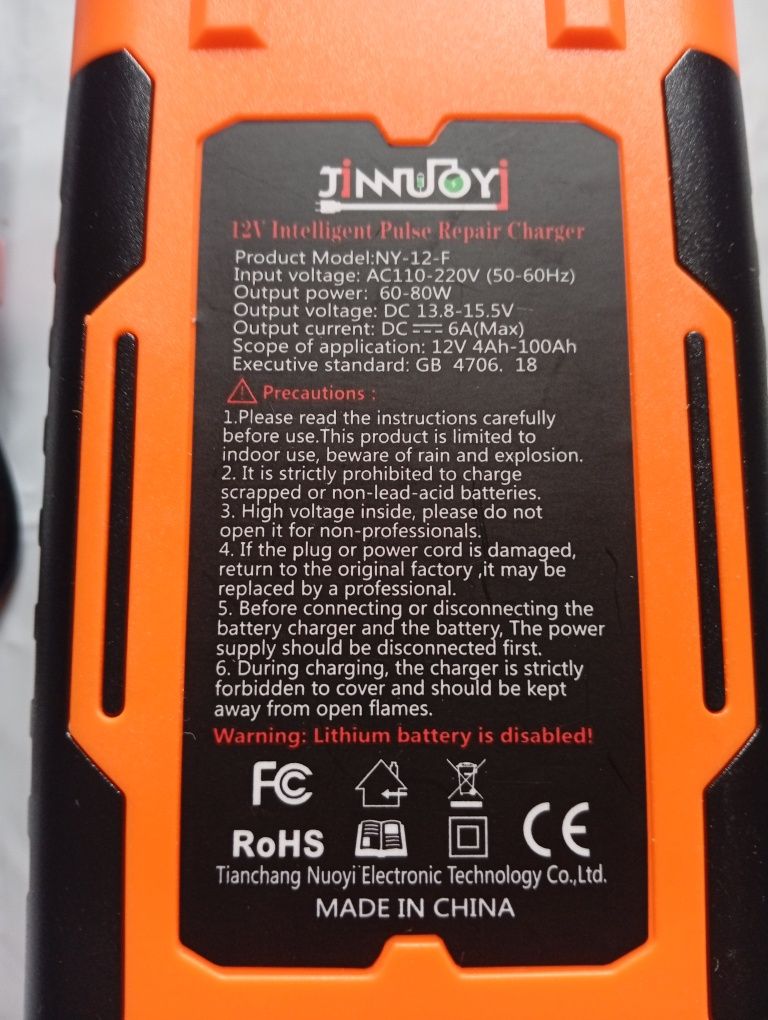 JINNUOYI
12V Intelligent Pulse Repair Charger
Product Model:NY-12-F
Input voltage: AC110-220V (50-60Hz)
Output power: 60-80W
Output voltage: DC 13.8-15.5V
Output current: DC ⎓ 6A(Max)
Scope of application: 12V 4Ah-100Ah
Executive standard: GB 4706. 18
Precautions :
1.Please read the instructions carefully
before use.This product is limited to
indoor use, beware of rain and explosion.
2. It is strictly prohibited to charge
scrapped or non-lead-acid batteries.
3. High voltage inside, please do not
open it for non-professionals.
4. If the plug or power cord is damaged,
return to the original factory ,it may be
replaced by a professional.
5. Before connecting or disconnecting the
battery charger and the battery, The power
supply should be disconnected first.
6. During charging, the charger is strictly
forbidden to cover and should be kept
away from open flames.
Warning: Lithium battery is disabled!
FC
RoHS
CE
Tianchang Nuoyi Electronic Technology Co.,Ltd.
MADE IN CHINA